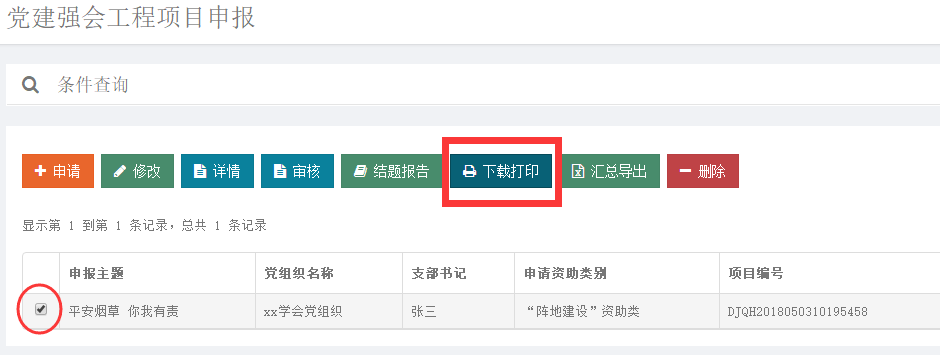 党建强会工程项目申报
条件查询
申请 修改 详情 审核 结题报告 下载打印 汇总导出 删除
显示第 1 到第 1 条记录，总共 1 条记录
申报主题 党组织名称 支部书记 申请资助类别 项目编号
平安烟草 你我有责 xx学会党组织 张三 “阵地建设”资助类 DJQH2018050310195458